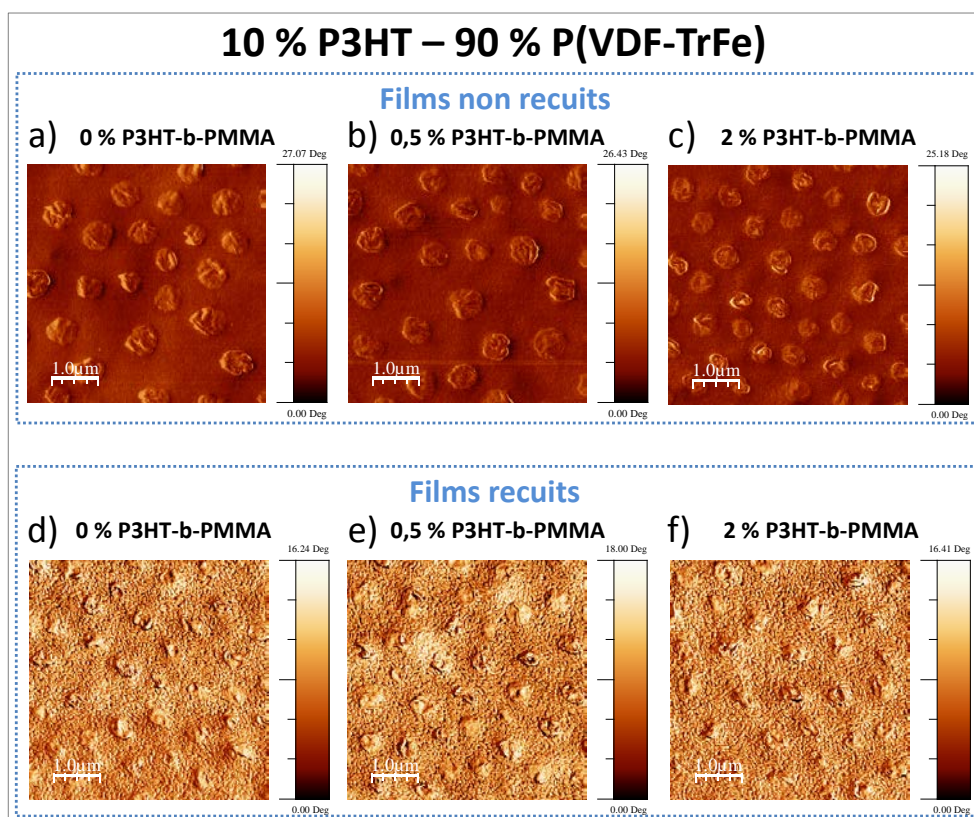 10 % P3HT – 90 % P(VDF-TrFe)
Films non recuits
a) 0 % P3HT-b-PMMA
b) 0,5 % P3HT-b-PMMA
c) 2 % P3HT-b-PMMA
27.07 Deg
26.43 Deg
25.18 Deg
1.0µm
1.0µm
1.0µm
0.00 Deg
0.00 Deg
0.00 Deg
Films recuits
d) 0 % P3HT-b-PMMA
e) 0,5 % P3HT-b-PMMA
f) 2 % P3HT-b-PMMA
16.24 Deg
18.00 Deg
16.41 Deg
1.0µm
1.0µm
1.0µm
0.00 Deg
0.00 Deg
0.00 Deg